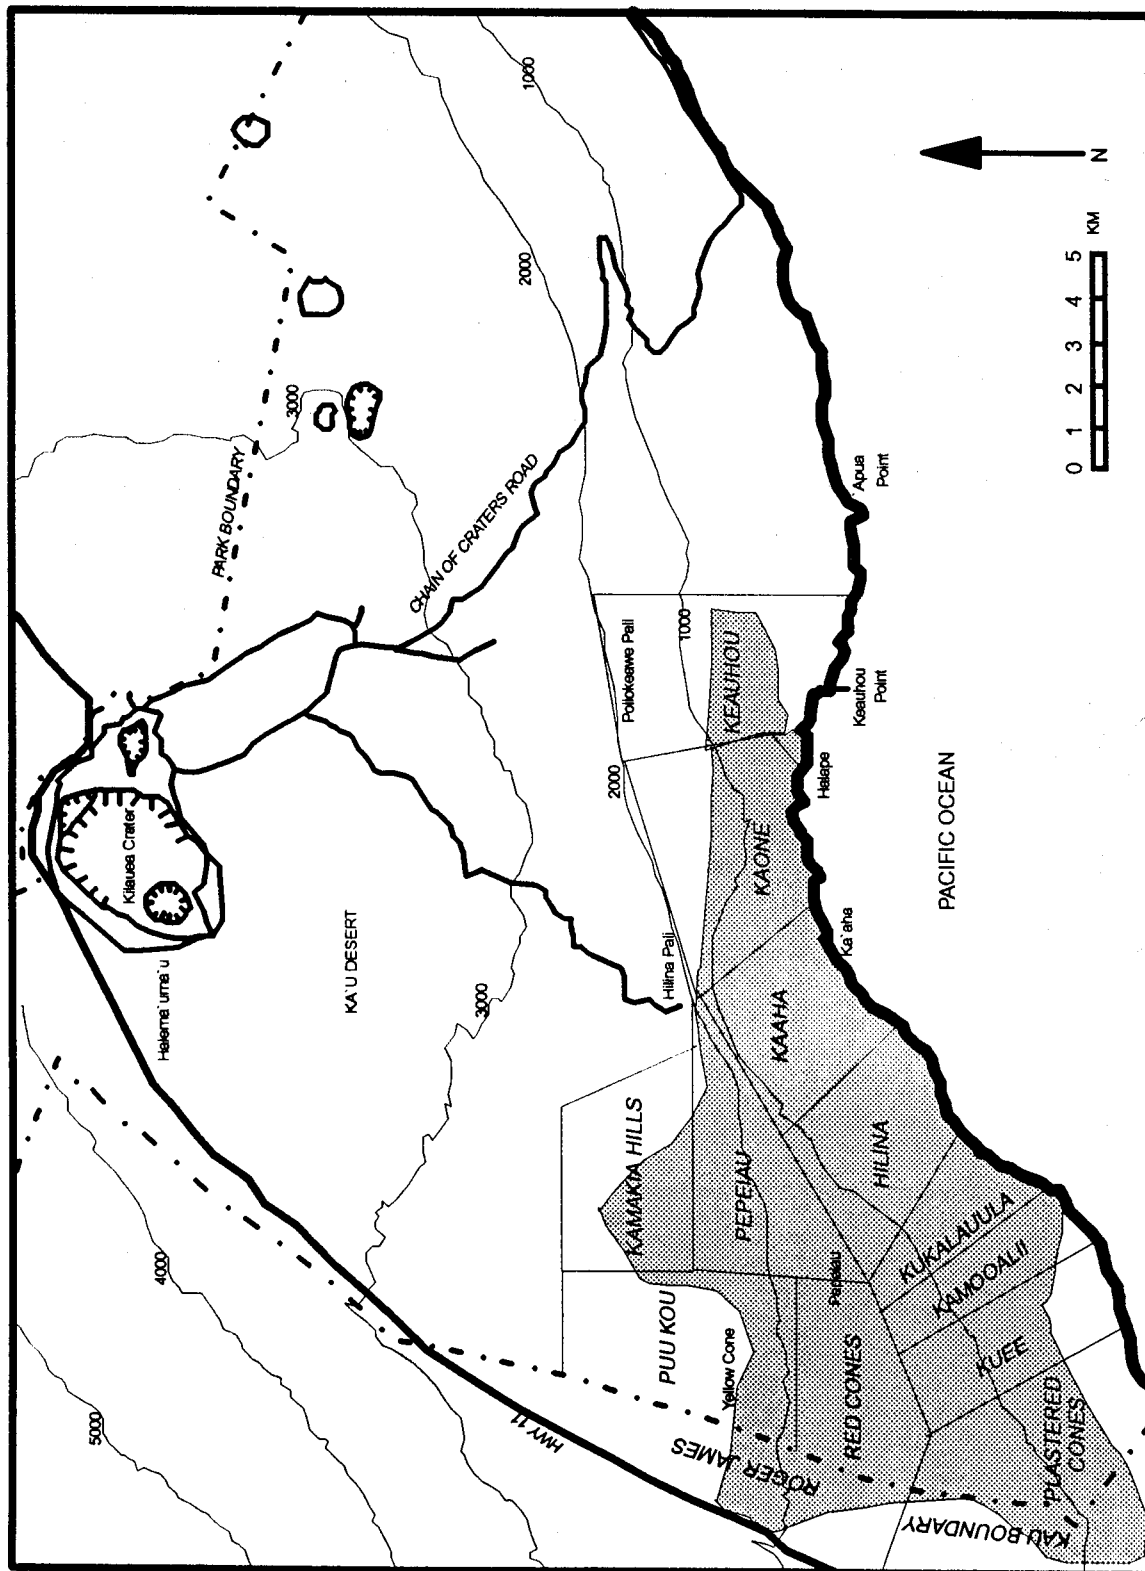 5000
4000
3000
2000
1000
PARK BOUNDARY
3000
Kilauea Crater
Halema`uma`u
KA`U DESERT
CHAIN OF CRATERS ROAD
3000
2000
1000
Poliokeawe Pali
2000
Hilina Pali
HWY 11
ROGER JAMES
KAU BOUNDARY
PUU KOU
Yellow Cone
KAMAKIA HILLS
PEPEIAU
Pepeiau
RED CONES
KEAUHOU
KAONE
KAAHA
HILINA
KUKALAUULA
KAMOOALII
KUEE
PLASTERED
CONES
Ka`aha
Halape
Keauhou
Point
`Apua
Point
PACIFIC OCEAN
0 1 2 3 4 5
KM
N